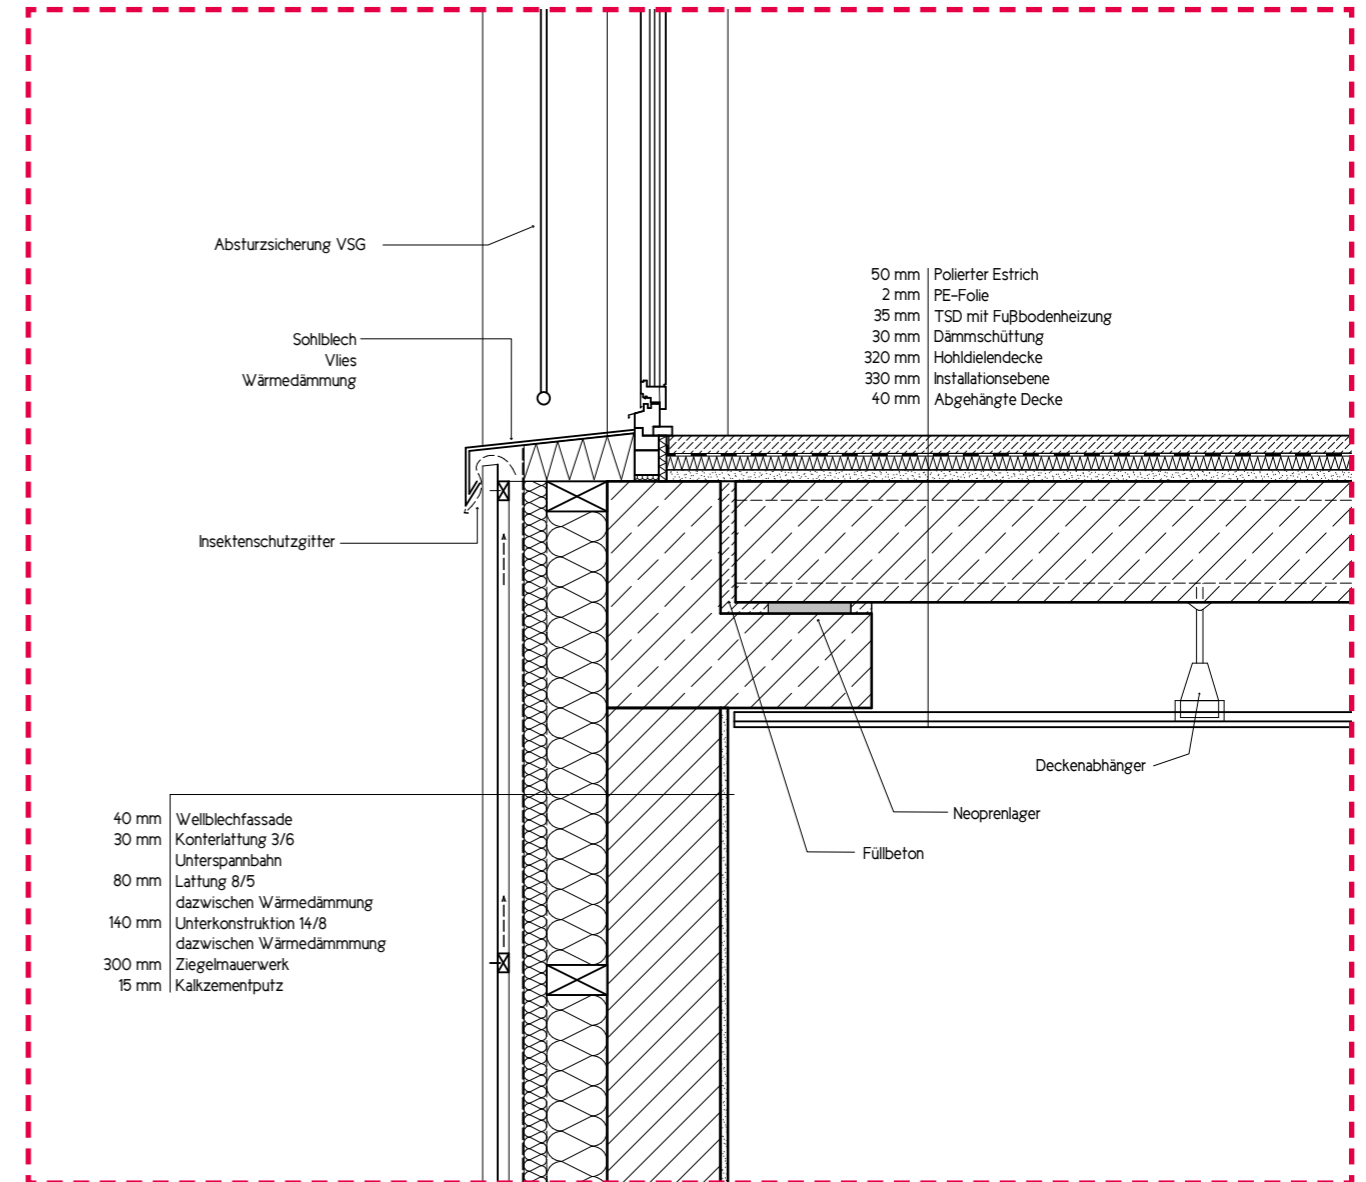 Absturzsicherung VSG
Sohlblech
Vlies
Wärmedämmung
Insektenschutzgitter
50 mm Polierter Estrich
2 mm PE-Folie
35 mm TSD mit Fußbodenheizung
30 mm Dämmschüttung
320 mm Hohldielendecke
330 mm Installationsebene
40 mm Abgehängte Decke
Deckenabhänger
Neoprenlager
Füllbeton
40 mm Wellblechfassade
30 mm Konterlattung 3/6
Unterspannbahn
80 mm Lattung 8/5
dazwischen Wärmedämmung
140 mm Unterkonstruktion 14/8
dazwischen Wärmedämmmung
300 mm Ziegelmauerwerk
15 mm Kalkzementputz